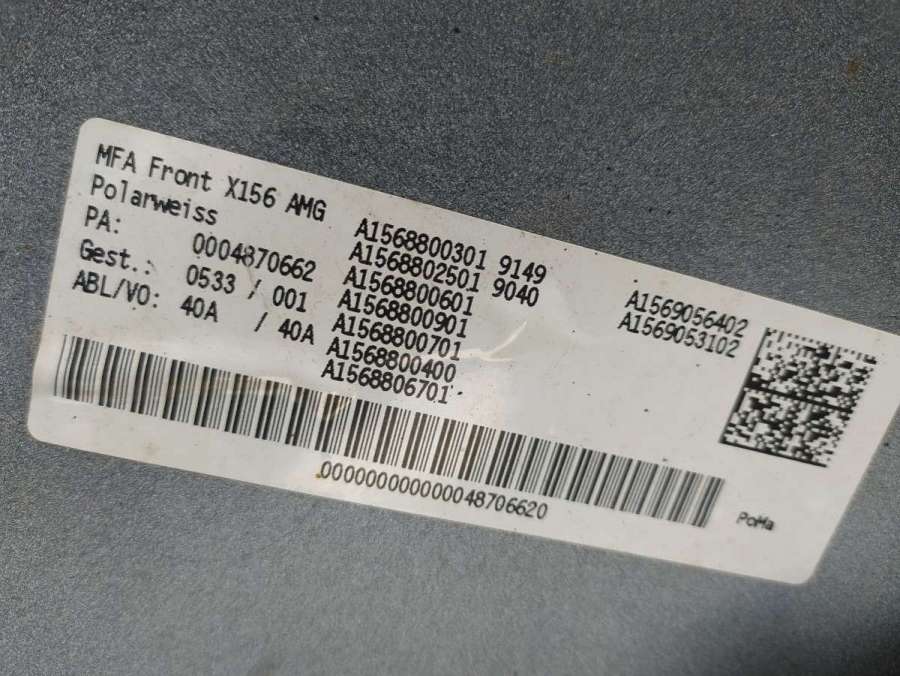 MFA Front X156 AMG
Polarweiss
PA: 0004870662
Gest.: 0533 / 001
ABL/VO: 40A / 40A
A1568800301 9149
A1568802501 9040
A1568800601
A1568800901
A1568800701
A1568800400
A1568806701
A1569056402
A1569053102
00000000000048706620
PoMa